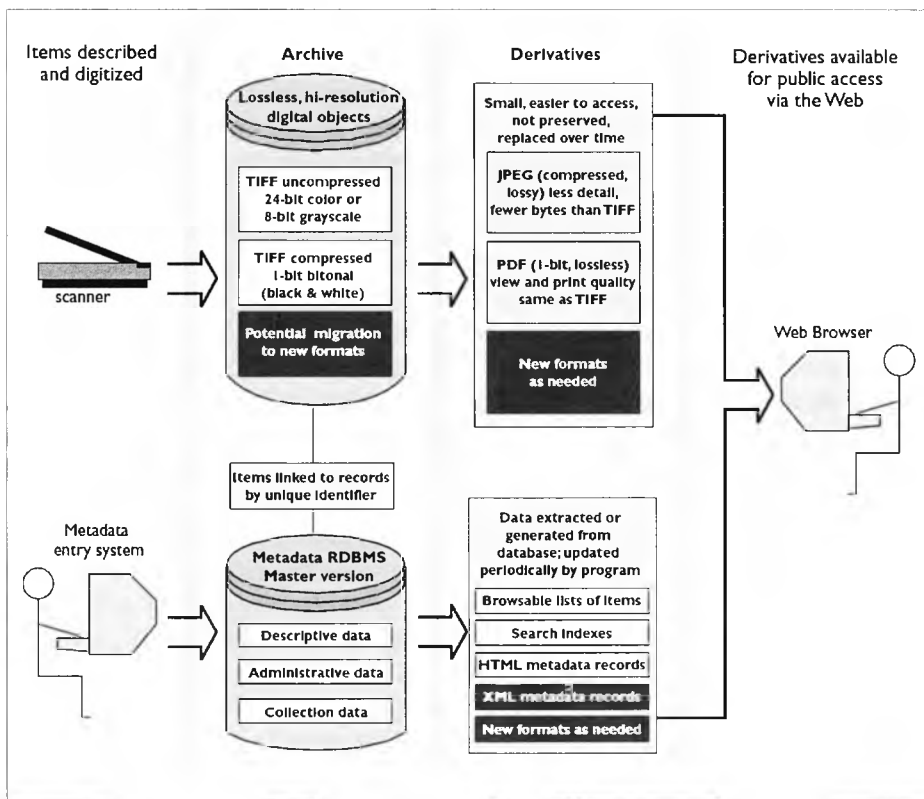 Items described
and digitized
Archive
Derivatives
Derivatives available
for public access
via the Web
Lossless, hi-resolution
digital objects
TIFF uncompressed
24-bit color or
8-bit grayscale
TIFF compressed
1-bit bitonal
(black & white)
Potential migration
to new formats
scanner
Small, easier to access,
not preserved,
replaced over time
JPEG (compressed,
lossy) less detail,
fewer bytes than TIFF
PDF (1-bit, lossless)
view and print quality
same as TIFF
New formats
as needed
Web Browser
Items linked to records
by unique identifier
Metadata
entry system
Metadata RDBMS
Master version
Descriptive data
Administrative data
Collection data
Data extracted or
generated from
database; updated
periodically by program
Browsable lists of items
Search indexes
HTML metadata records
XML metadata records
New formats as needed